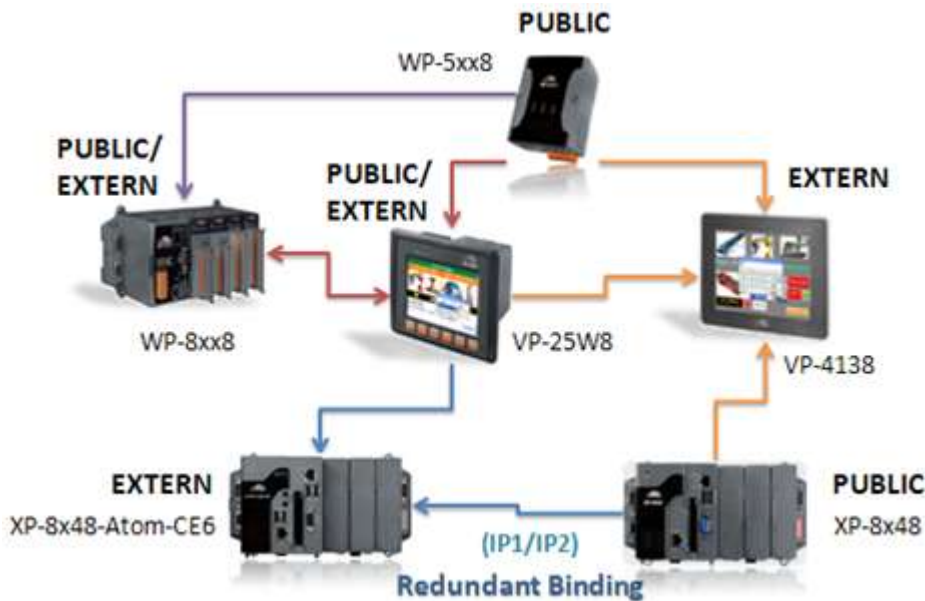 PUBLIC
WP-5xx8
PUBLIC/
EXTERN
PUBLIC/
EXTERN
EXTERN
WP-8xx8
VP-25W8
VP-4138
EXTERN
XP-8x48-Atom-CE6
PUBLIC
XP-8x48
(IP1/IP2)
Redundant Binding